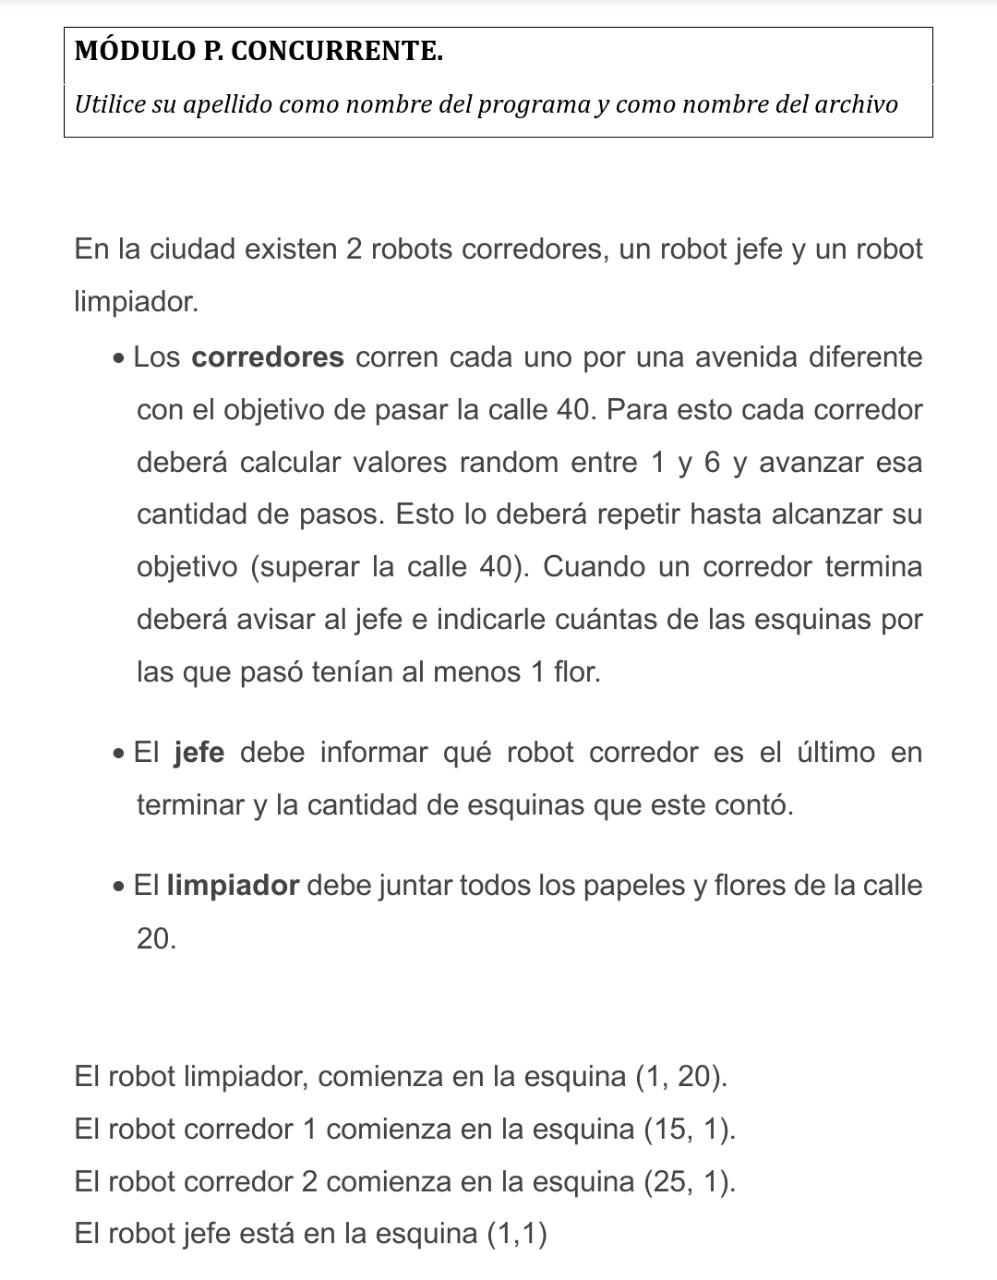 MÓDULO P. CONCURRENTE.
Utilice su apellido como nombre del programa y como nombre del archivo
En la ciudad existen 2 robots corredores, un robot jefe y un robot
limpiador.
• Los corredores corren cada uno por una avenida diferente
con el objetivo de pasar la calle 40. Para esto cada corredor
deberá calcular valores random entre 1 y 6 y avanzar esa
cantidad de pasos. Esto lo deberá repetir hasta alcanzar su
objetivo (superar la calle 40). Cuando un corredor termina
deberá avisar al jefe e indicarle cuántas de las esquinas por
las que pasó tenían al menos 1 flor.
• El jefe debe informar qué robot corredor es el último en
terminar y la cantidad de esquinas que este contó.
• El limpiador debe juntar todos los papeles y flores de la calle
20.
El robot limpiador, comienza en la esquina (1, 20).
El robot corredor 1 comienza en la esquina (15, 1).
El robot corredor 2 comienza en la esquina (25, 1).
El robot jefe está en la esquina (1,1)